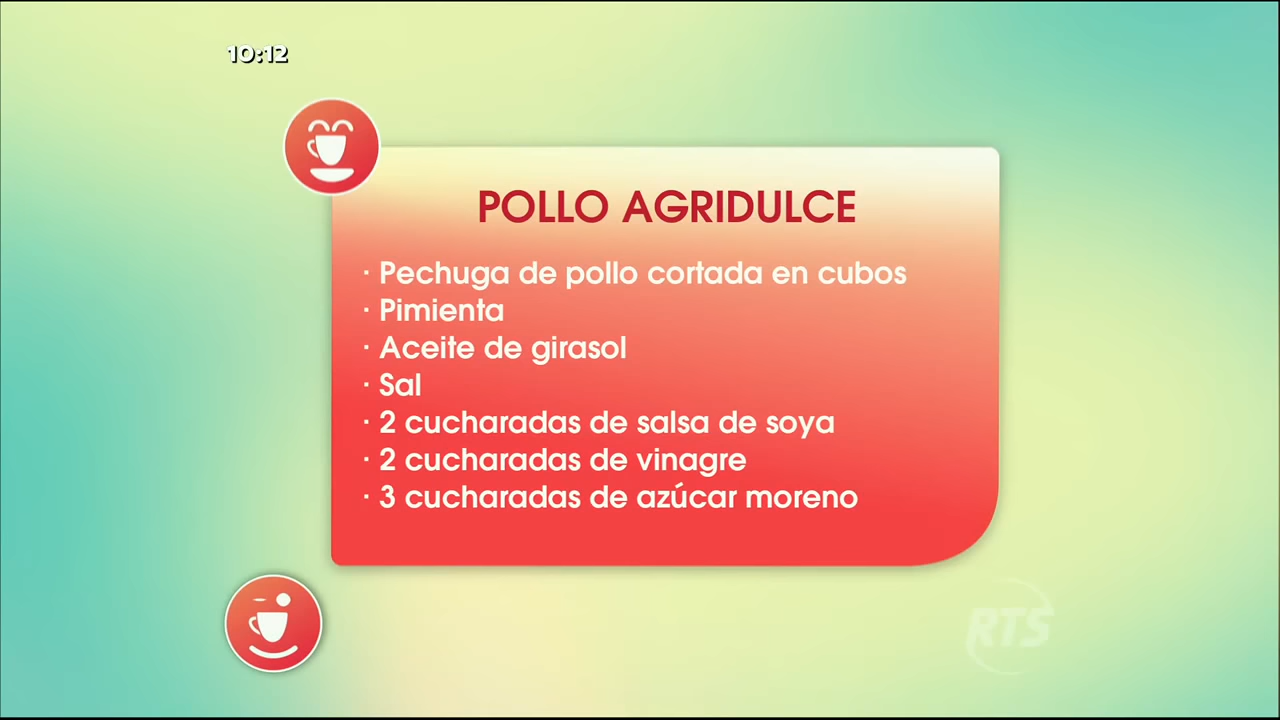 10:12
POLLO AGRIDULCE
· Pechuga de pollo cortada en cubos
· Pimienta
· Aceite de girasol
· Sal
· 2 cucharadas de salsa de soya
· 2 cucharadas de vinagre
· 3 cucharadas de azúcar moreno
RTS